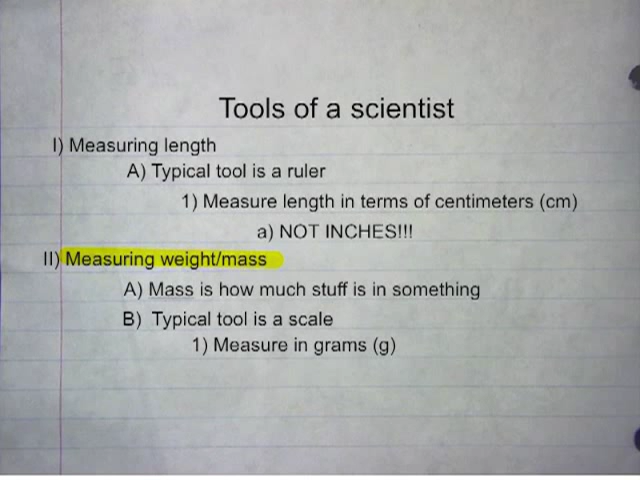 Tools of a scientist
I) Measuring length
A) Typical tool is a ruler
1) Measure length in terms of centimeters (cm)
a) NOT INCHES!!!
II) Measuring weight/mass
A) Mass is how much stuff is in something
B) Typical tool is a scale
1) Measure in grams (g)